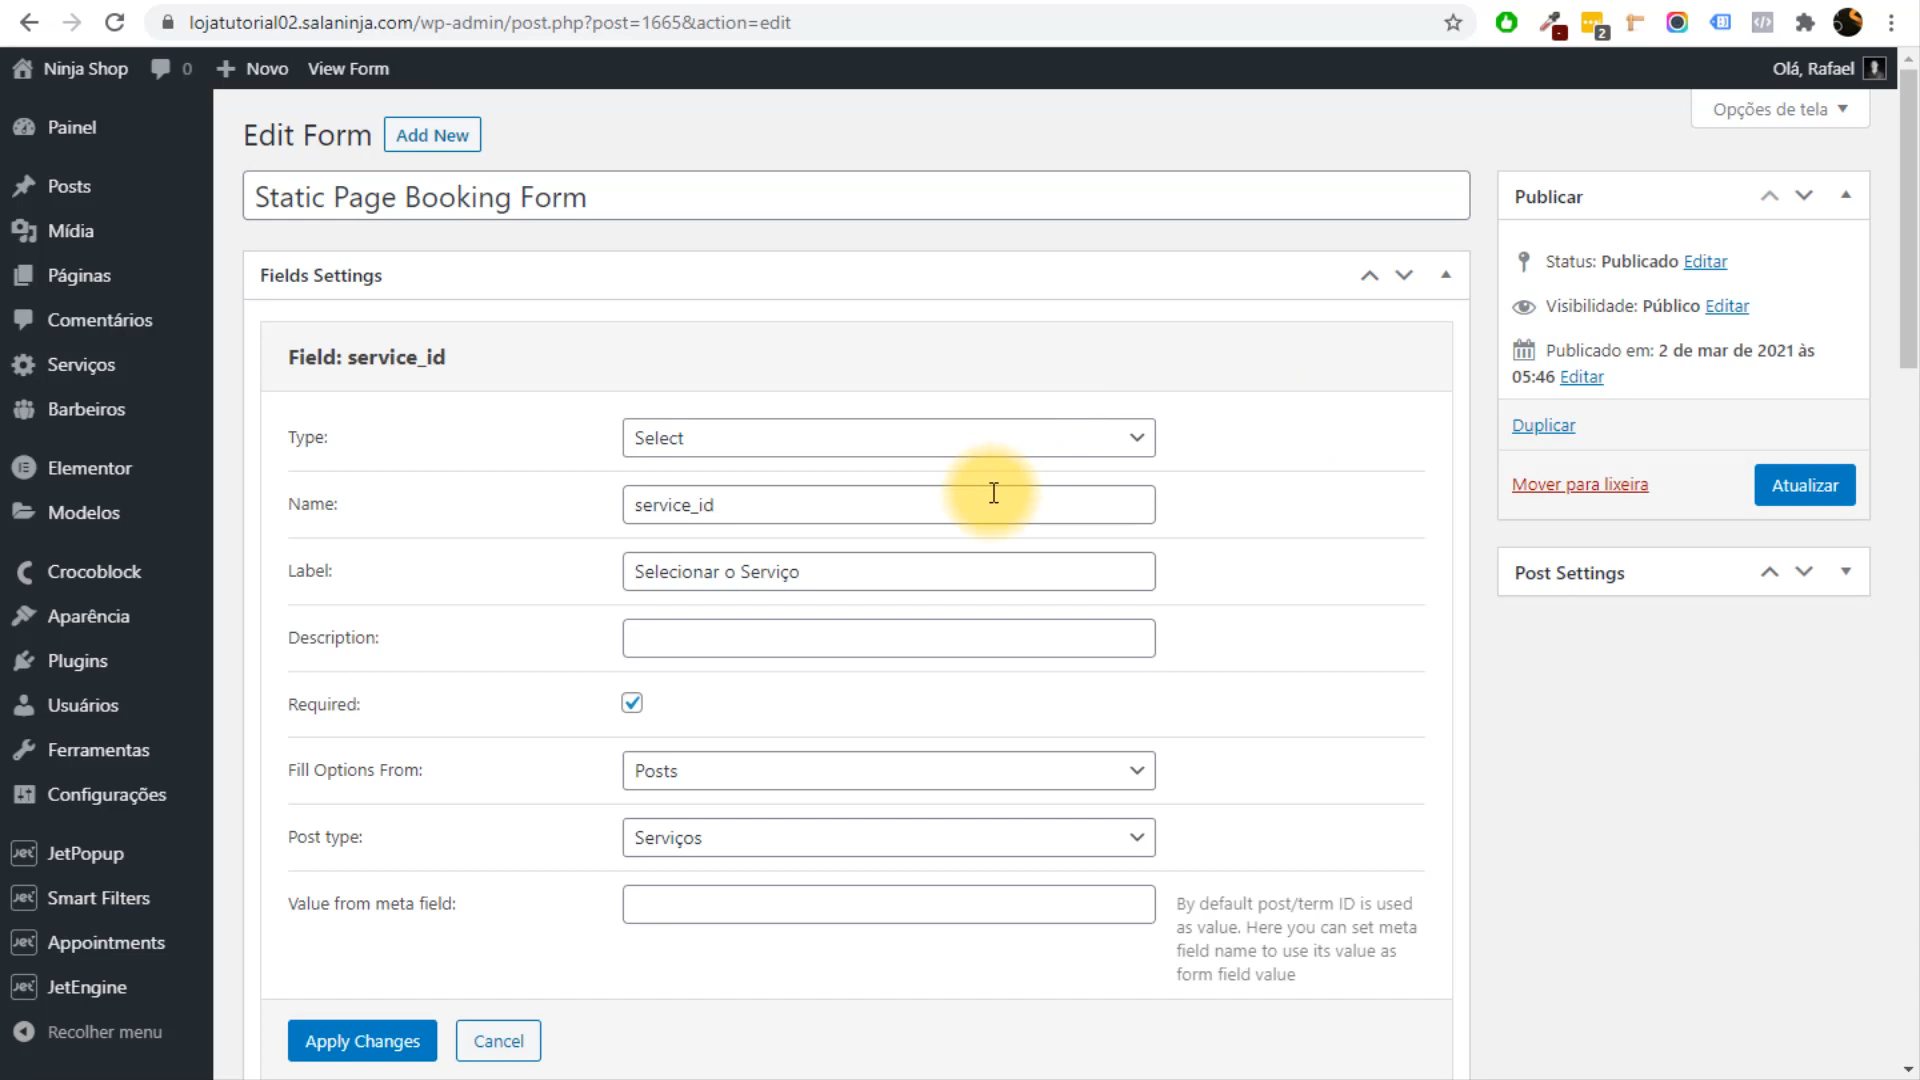 lojatutorial02.salaninja.com/wp-admin/post.php?post=1665&action=edit
2
Ninja Shop
0
Novo
View Form
Olá, Rafael
Opções de tela
Painel
Posts
Mídia
Páginas
Comentários
Serviços
Barbeiros
Elementor
Modelos
Crocoblock
Aparência
Plugins
Usuários
Ferramentas
Configurações
Jet JetPopup
Jet Smart Filters
Jet Appointments
Jet JetEngine
Recolher menu
Edit Form
Add New
Static Page Booking Form
Fields Settings
Field: service_id
Type:
Select
Name:
service_id
Label:
Selecionar o Serviço
Description:
Required:
Fill Options From:
Posts
Post type:
Serviços
Value from meta field:
By default post/term ID is used
as value. Here you can set meta
field name to use its value as
form field value
Apply Changes
Cancel
Publicar
Status: Publicado Editar
Visibilidade: Público Editar
Publicado em: 2 de mar de 2021 às
05:46 Editar
Duplicar
Mover para lixeira
Atualizar
Post Settings